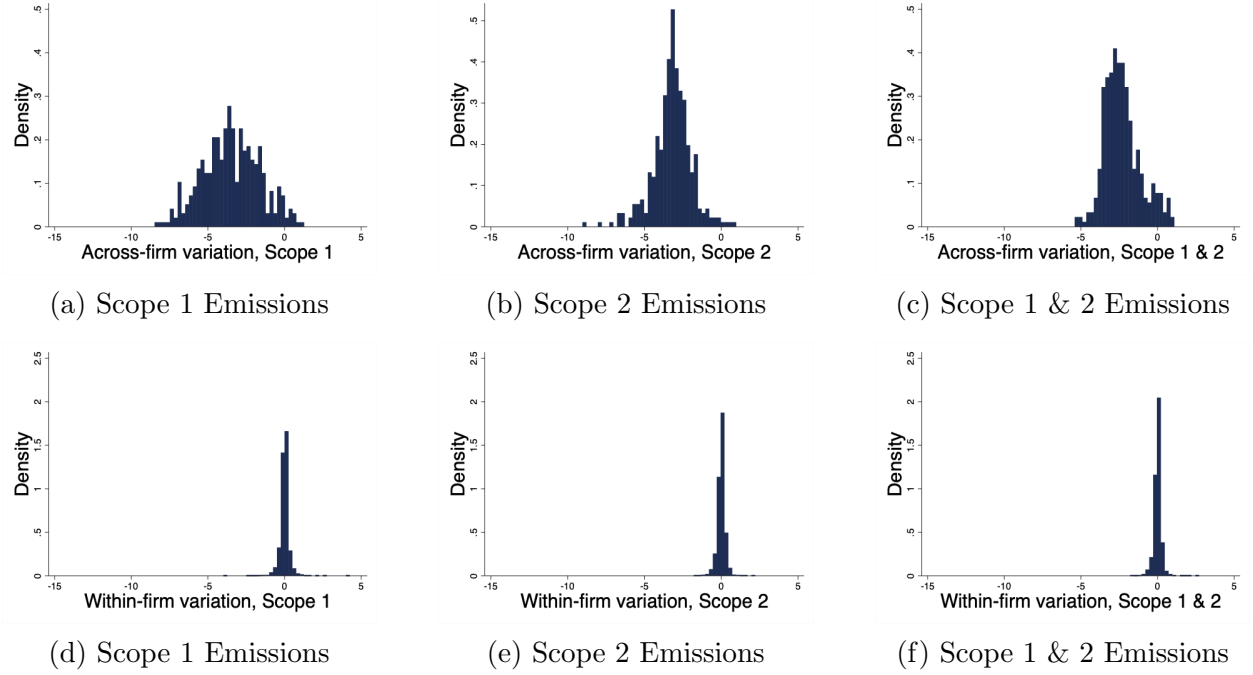 Density
0 .1 .2 .3 .4 .5
-15 -10 -5 0 5
Across-firm variation, Scope 1
(a) Scope 1 Emissions
Density
0 .1 .2 .3 .4 .5
-15 -10 -5 0 5
Across-firm variation, Scope 2
(b) Scope 2 Emissions
Density
0 .1 .2 .3 .4 .5
-15 -10 -5 0 5
Across-firm variation, Scope 1 & 2
(c) Scope 1 & 2 Emissions
Density
0 .5 1 1.5 2 2.5
-15 -10 -5 0 5
Within-firm variation, Scope 1
(d) Scope 1 Emissions
Density
0 .5 1 1.5 2 2.5
-15 -10 -5 0 5
Within-firm variation, Scope 2
(e) Scope 2 Emissions
Density
0 .5 1 1.5 2 2.5
-15 -10 -5 0 5
Within-firm variation, Scope 1 & 2
(f) Scope 1 & 2 Emissions